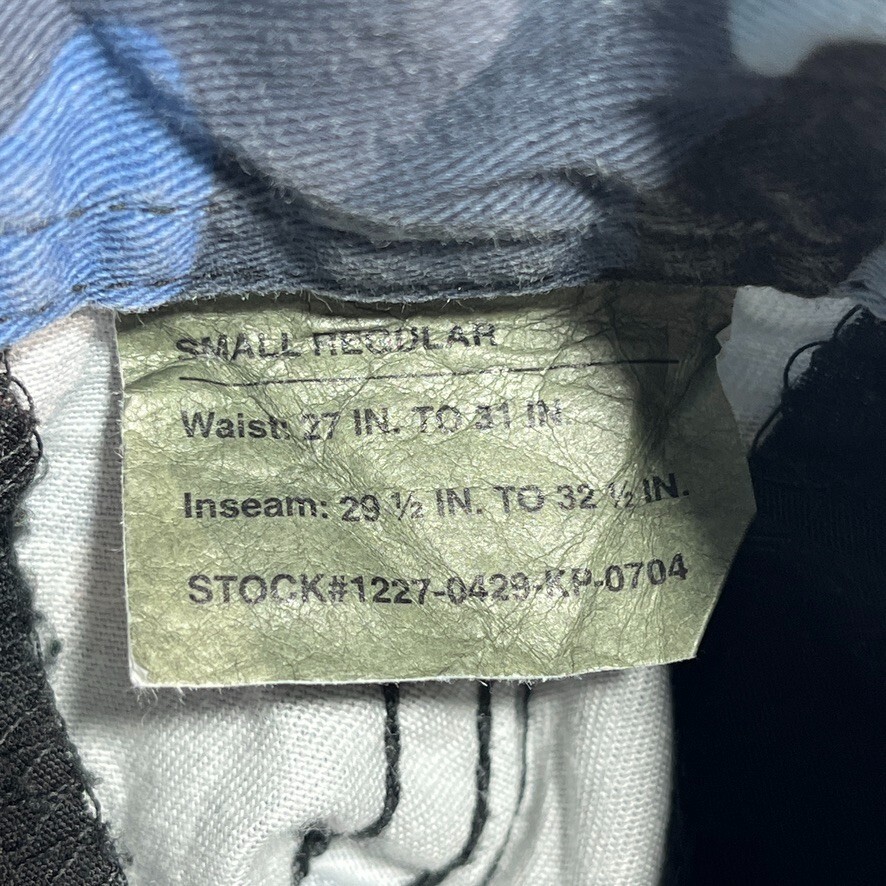 SMALL REGULAR
Waist: 27 IN. TO 31 IN.
Inseam: 29 ½ IN. TO 32 ½ IN.
STOCK#1227-0429-KP-0704